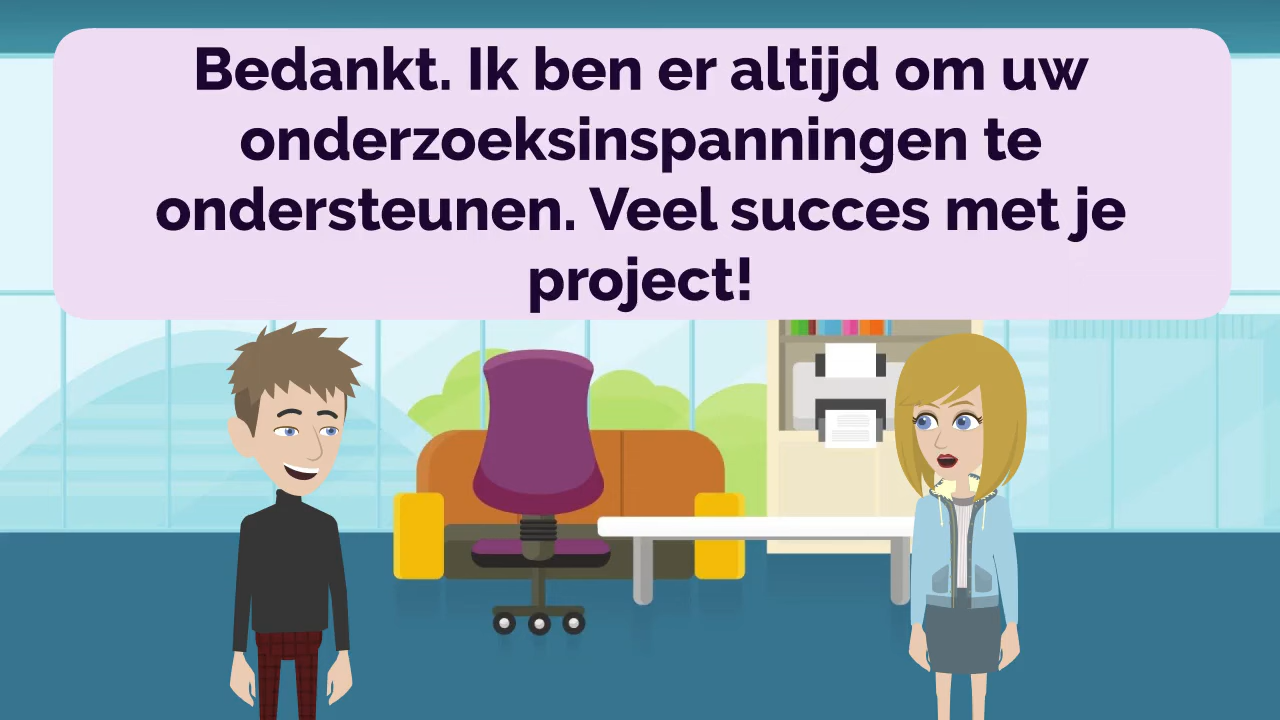 Bedankt. Ik ben er altijd om uw
onderzoeksinspanningen te
ondersteunen. Veel succes met je
project!